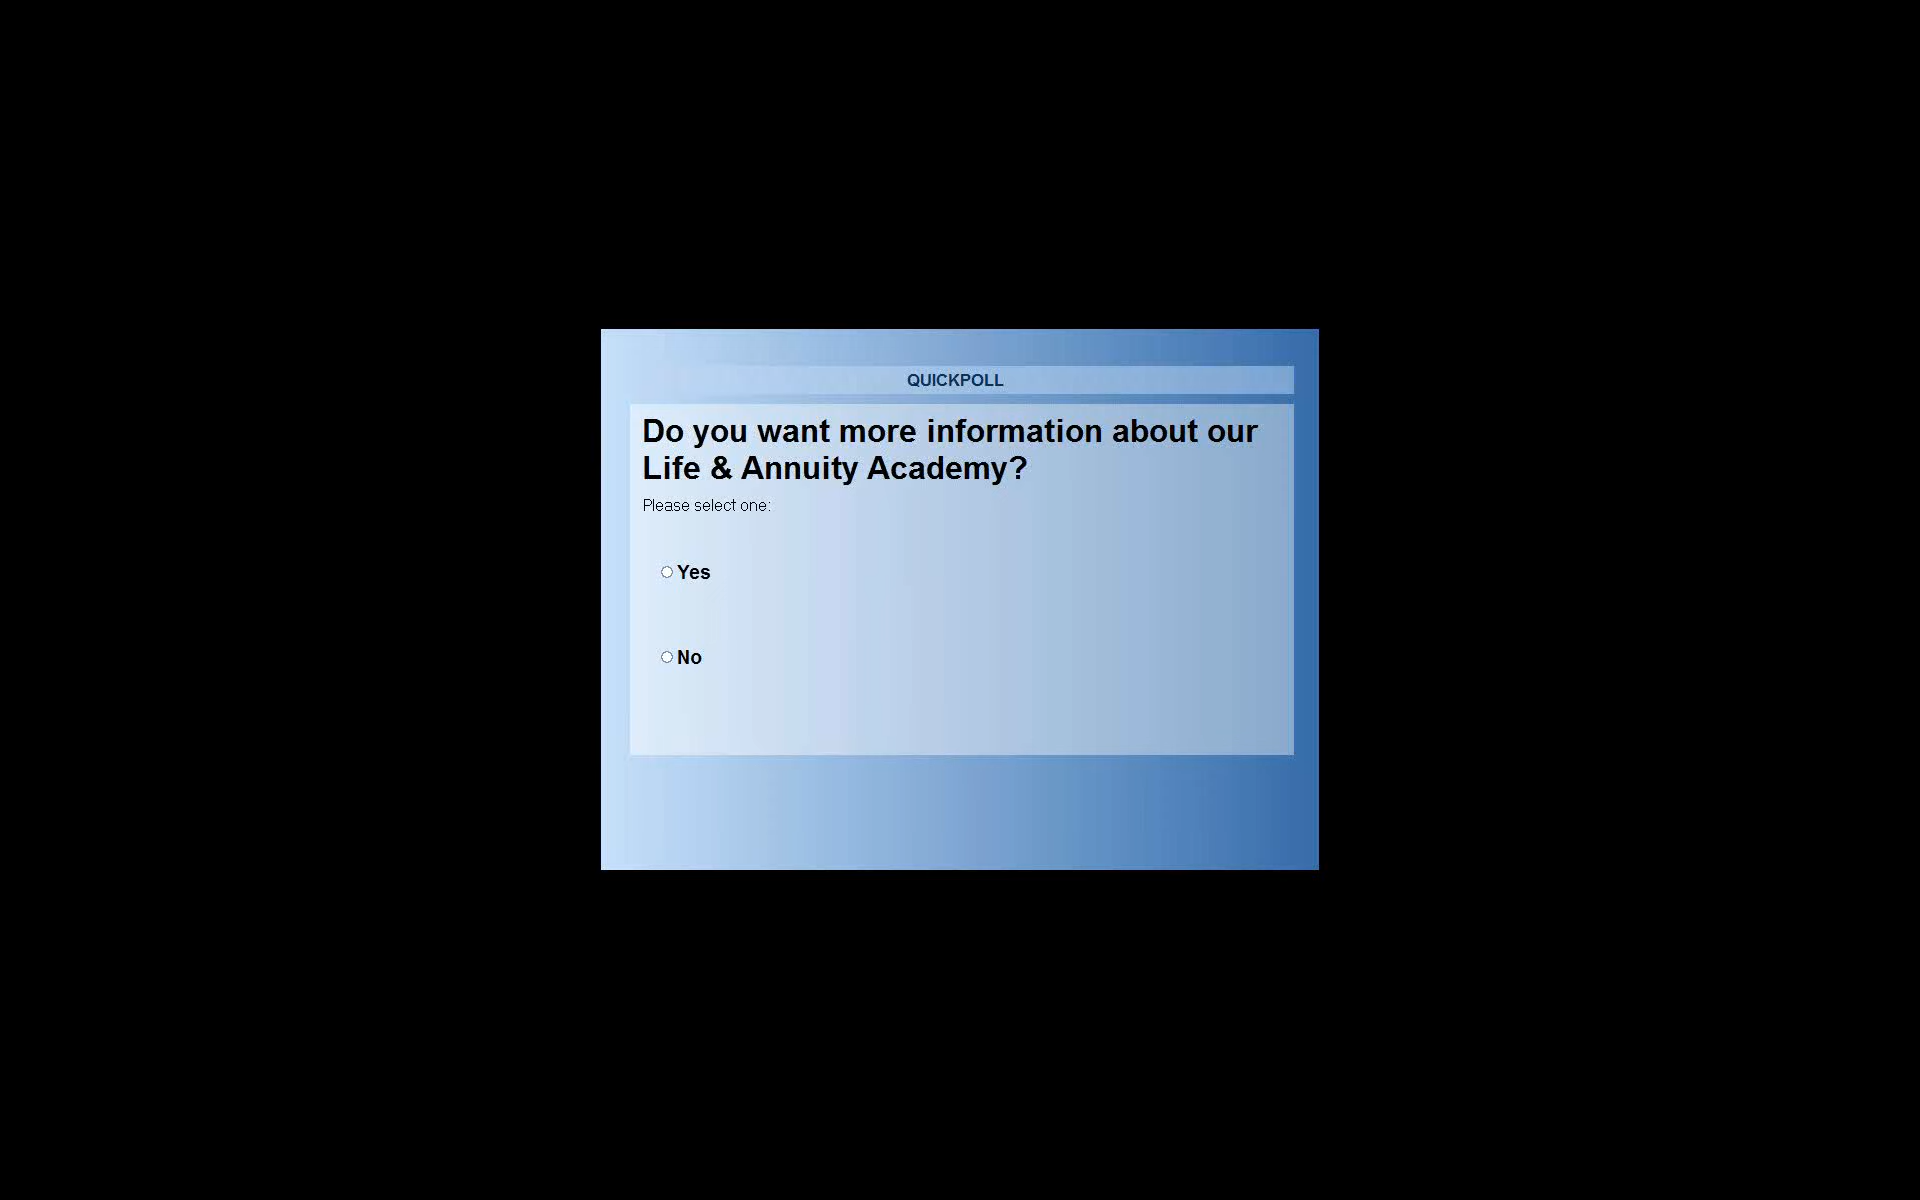 QUICKPOLL
Do you want more information about our
Life & Annuity Academy?
Please select one:
Yes
No